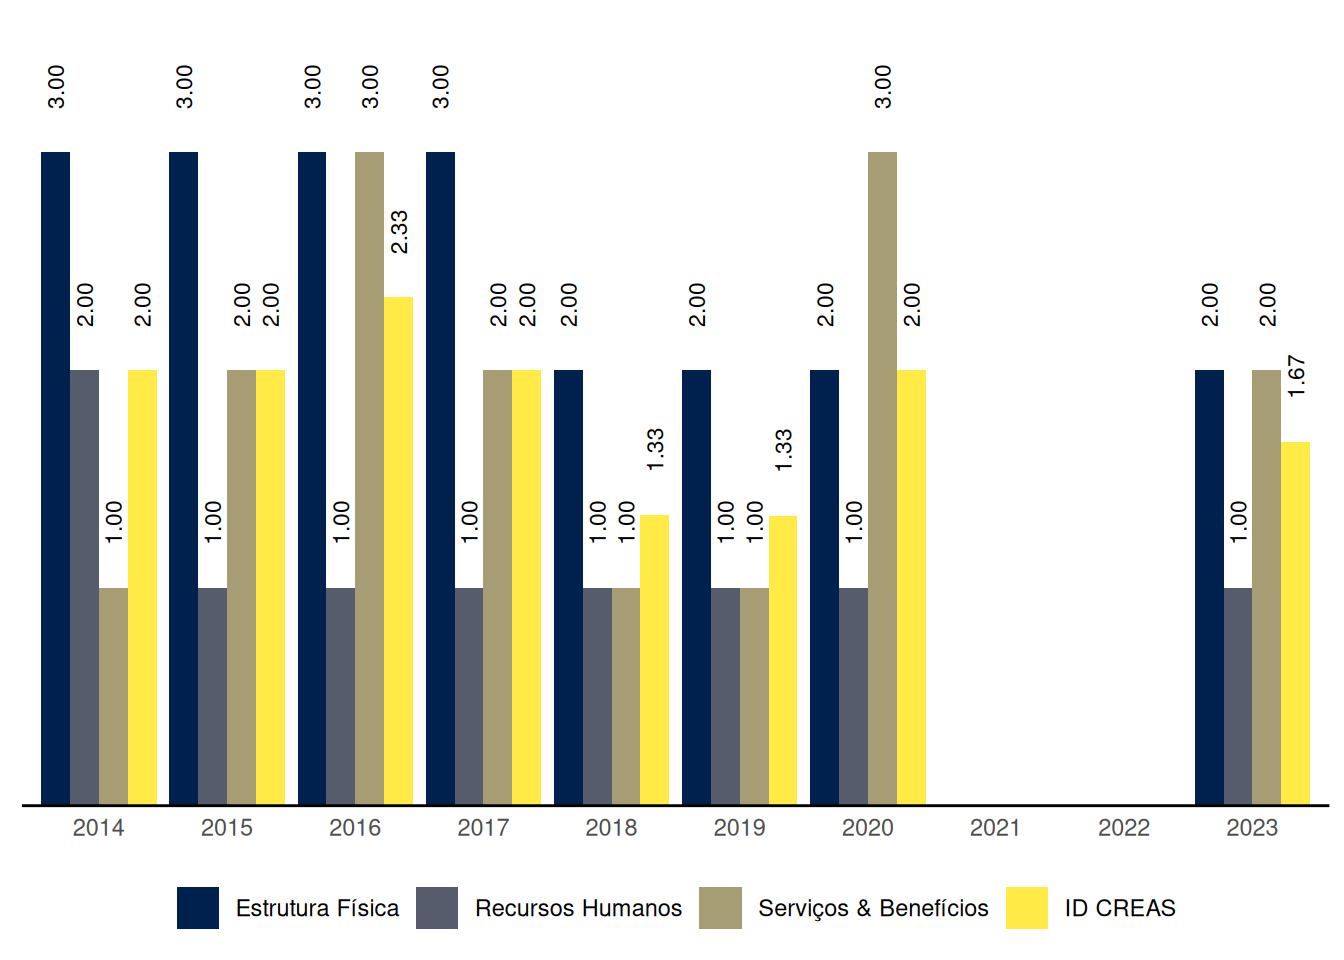 3.00 3.00 3.00 3.00 3.00 3.00
2.33
2.00 2.00 2.00 2.00 2.00 2.00 2.00 2.00 2.00 2.00 2.00 2.00
1.67
1.33 1.33
1.00 1.00 1.00 1.00 1.00 1.00 1.00 1.00 1.00 1.00
2014 2015 2016 2017 2018 2019 2020 2021 2022 2023
Estrutura Física Recursos Humanos Serviços & Benefícios ID CREAS